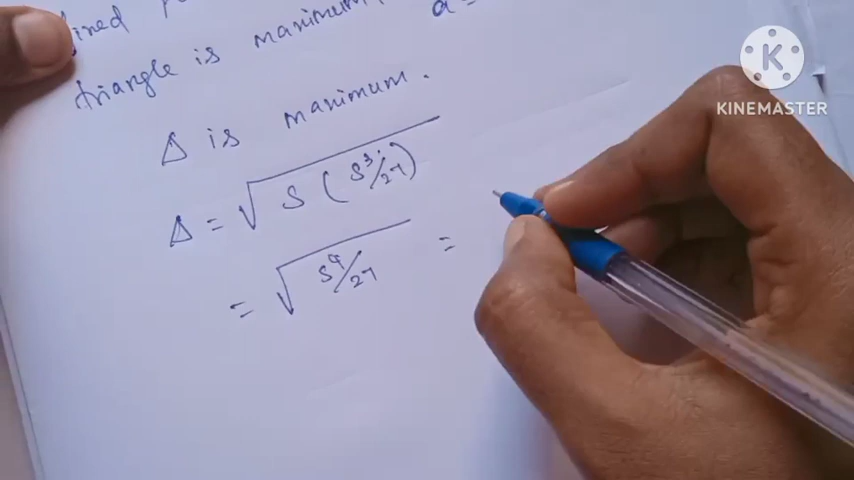 triangle is maximum, a =
Δ is maximum.
Δ = √S (S³/27)
= √S⁴/27 =
KINEMASTER